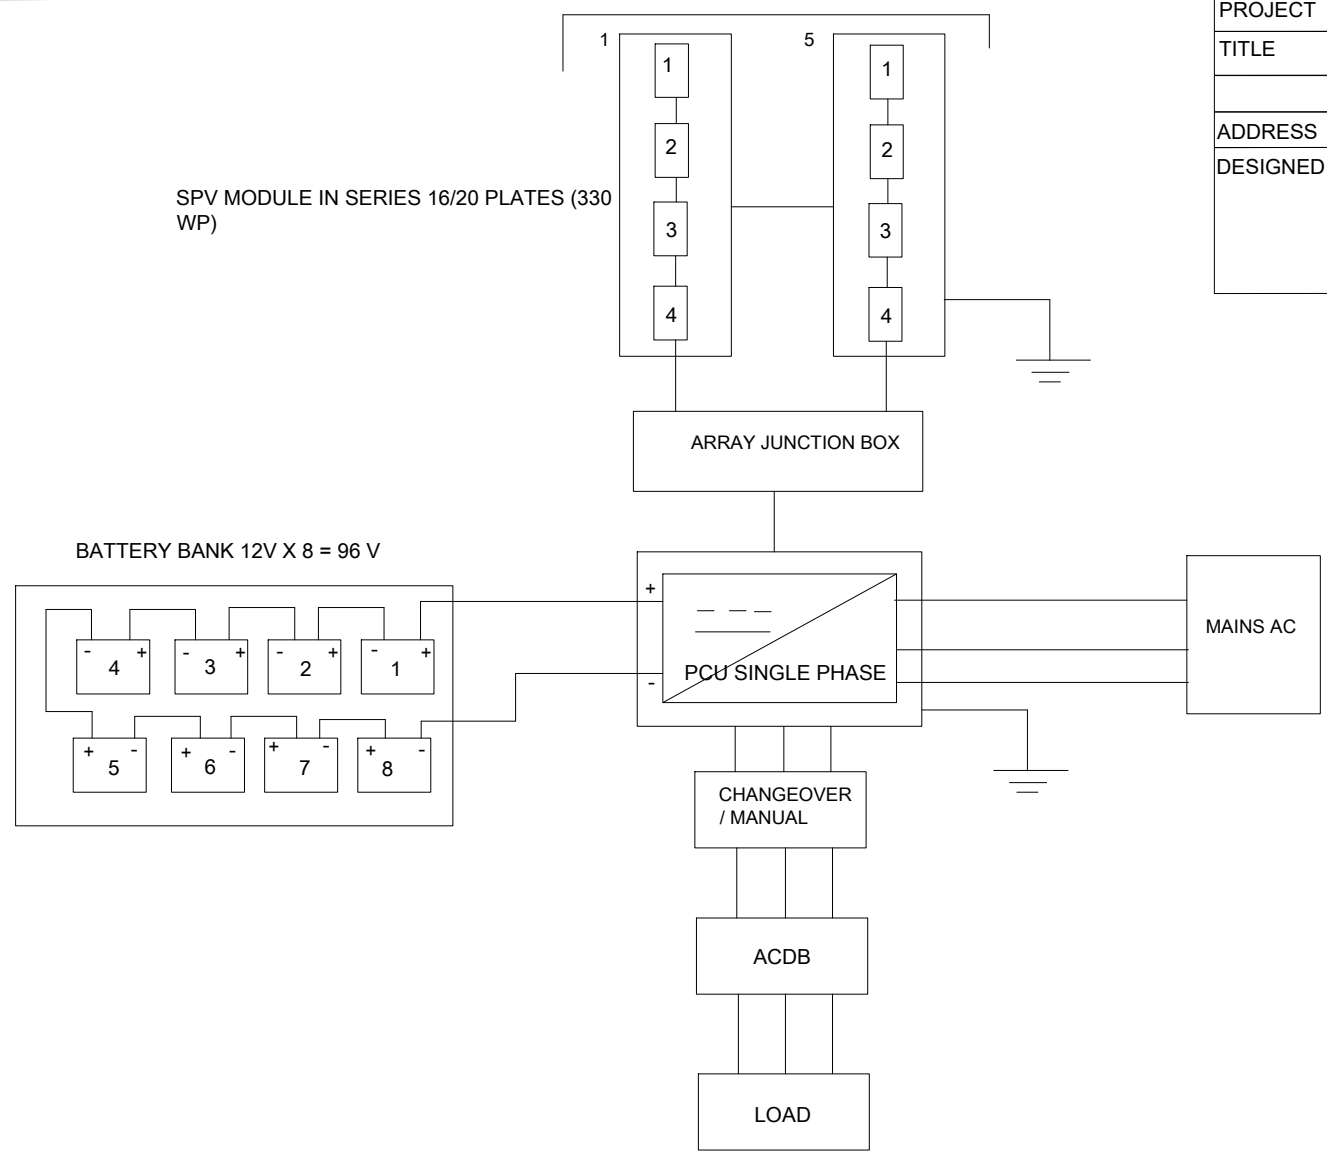 PROJECT
TITLE
ADDRESS
DESIGNED
1
5
1
2
3
4
1
2
3
4
SPV MODULE IN SERIES 16/20 PLATES (330
WP)
ARRAY JUNCTION BOX
BATTERY BANK 12V X 8 = 96 V
- 4 +
- 3 +
- 2 +
- 1 +
+ 5 -
+ 6 -
+ 7 -
+ 8 -
+
-
PCU SINGLE PHASE
MAINS AC
CHANGEOVER
/ MANUAL
ACDB
LOAD